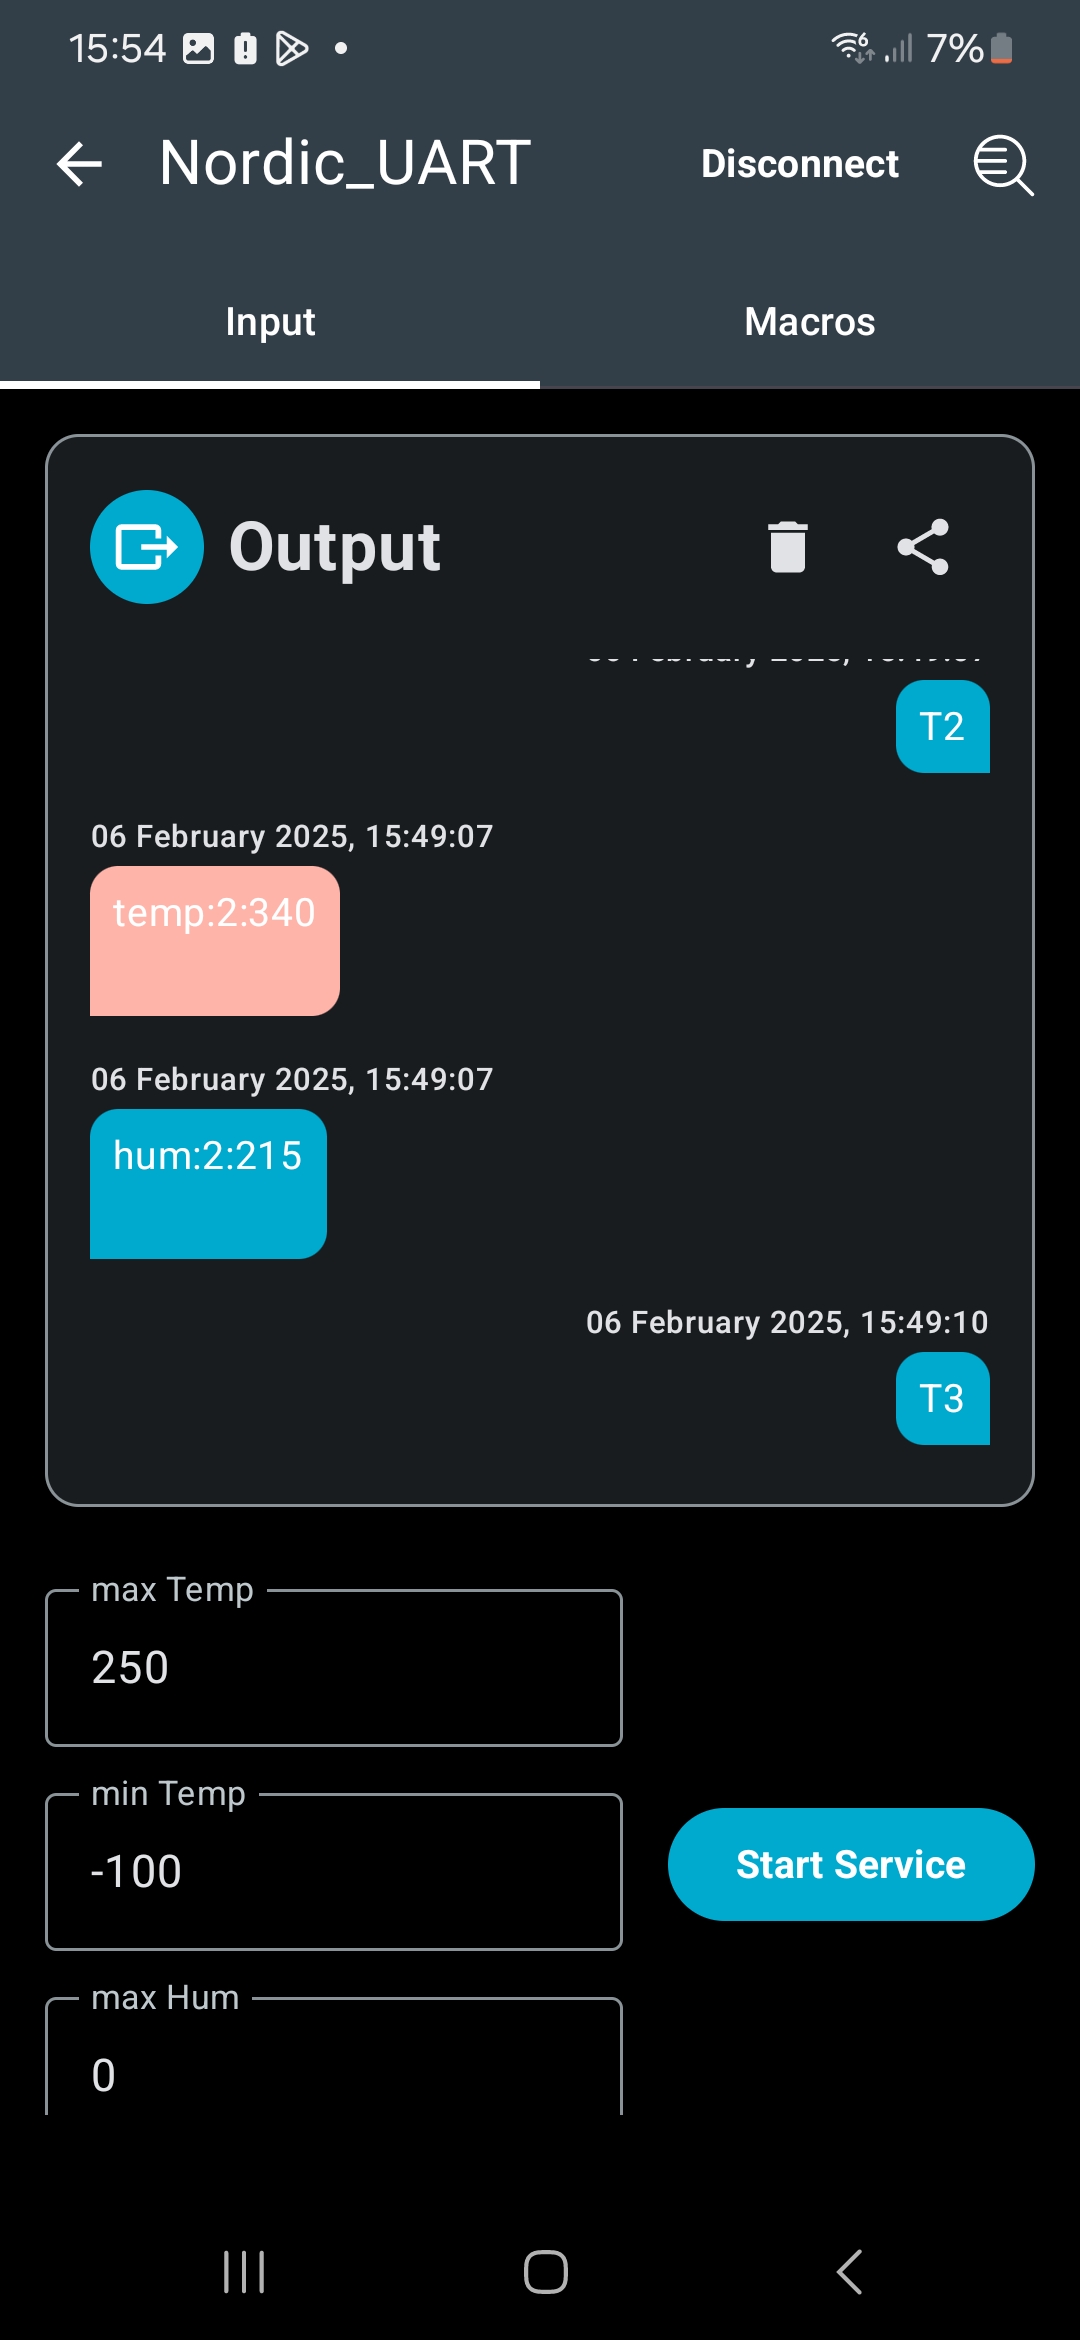 15:54 7%
Nordic_UART Disconnect
Input Macros
Output
T2
06 February 2025, 15:49:07
temp:2:340
06 February 2025, 15:49:07
hum:2:215
06 February 2025, 15:49:10
T3
max Temp
250
min Temp
-100
Start Service
max Hum
0